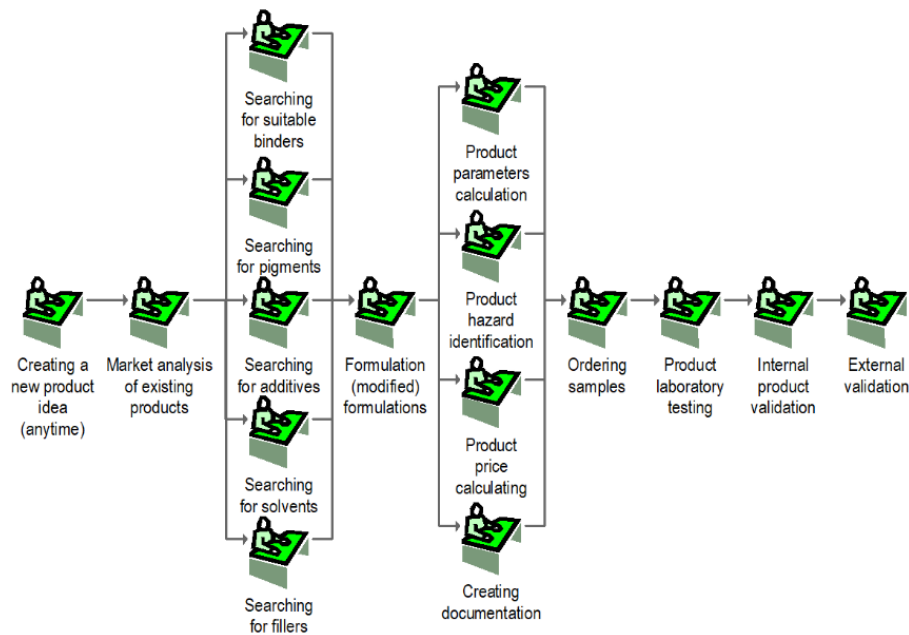 Searching
for suitable
binders
Searching
for pigments
Searching
for additives
Searching
for solvents
Searching
for fillers
Creating a
new product
idea
(anytime)
Market analysis
of existing
products
Formulation
(modified)
formulations
Product
parameters
calculation
Product
hazard
identification
Product
price
calculating
Creating
documentation
Ordering
samples
Product
laboratory
testing
Internal
product
validation
External
validation